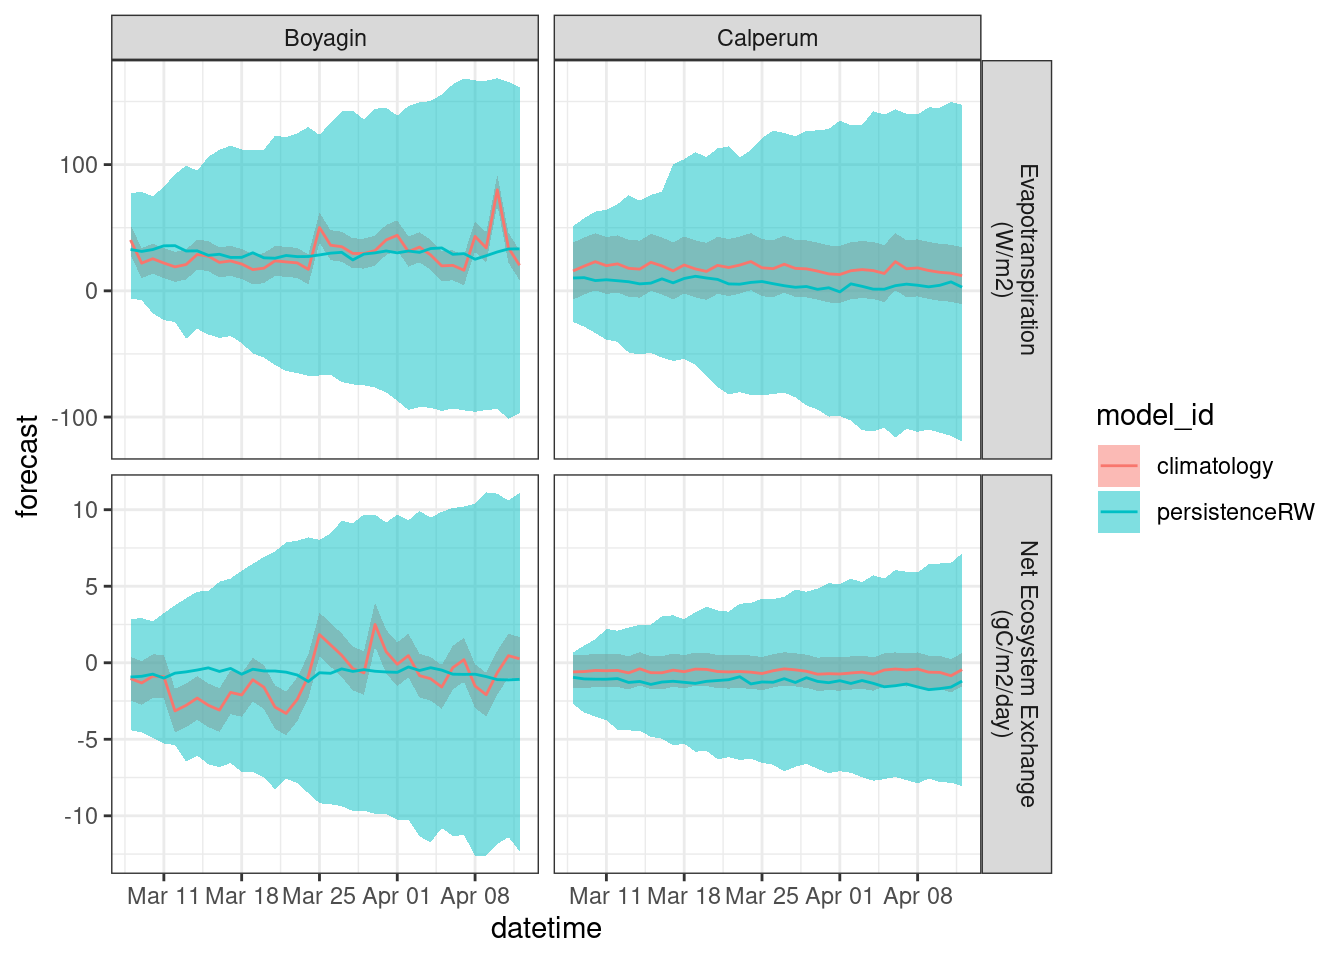 Boyagin
Calperum
100
0
-100
Evapotranspiration
(W/m2)
10
5
0
-5
-10
Net Ecosystem Exchange
(gC/m2/day)
forecast
Mar 11 Mar 18 Mar 25 Apr 01 Apr 08
Mar 11 Mar 18 Mar 25 Apr 01 Apr 08
datetime
model_id
climatology
persistenceRW